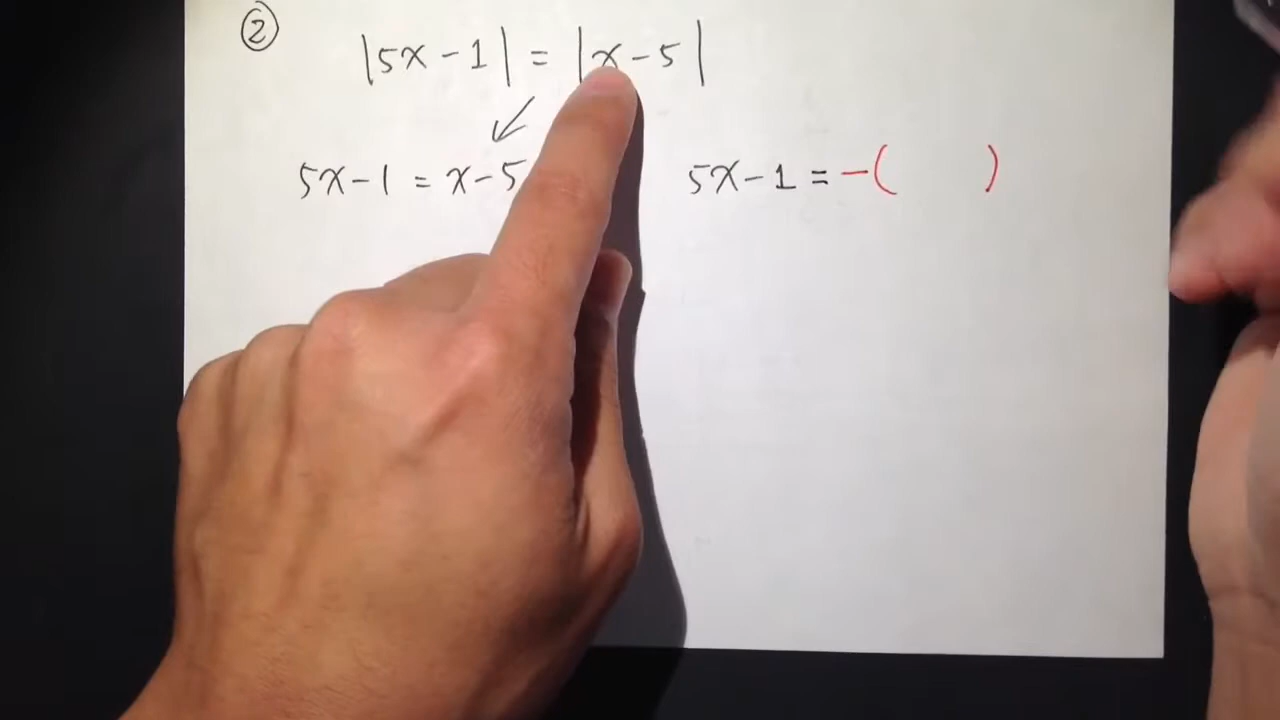 ②
|5x-1| = |x-5|
↙
5x-1 = x-5 5x-1 = -( )